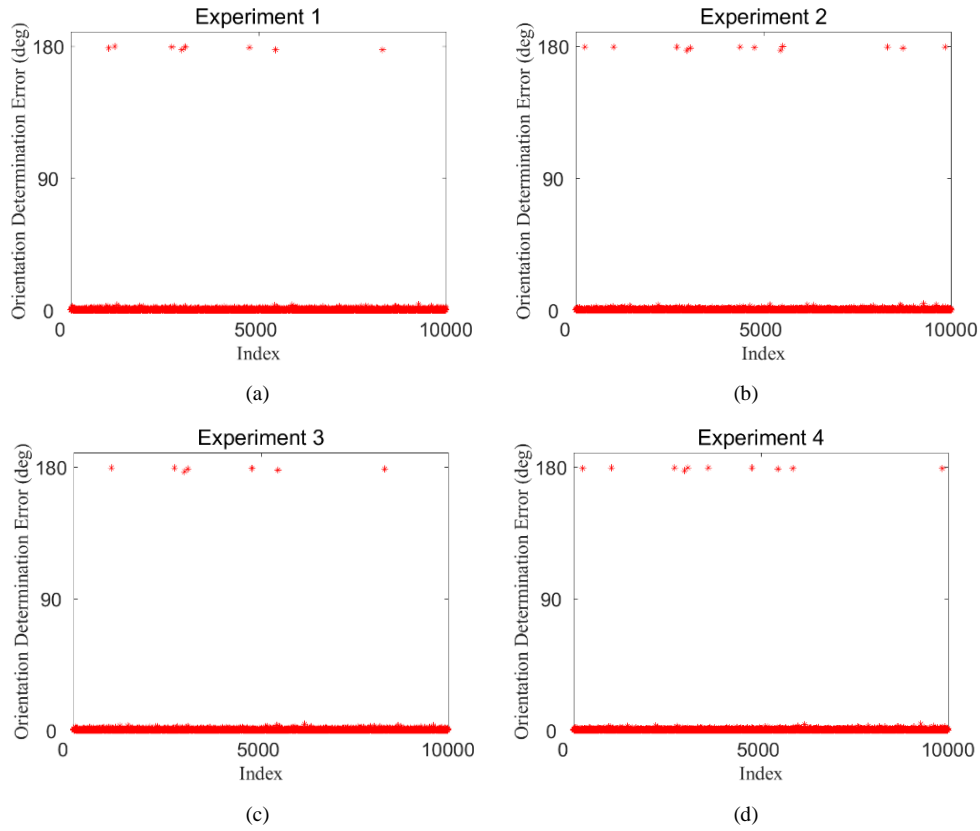 Experiment 1
Orientation Determination Error (deg)
180
90
0
0 5000 10000
Index
(a)
Experiment 2
Orientation Determination Error (deg)
180
90
0
0 5000 10000
Index
(b)
Experiment 3
Orientation Determination Error (deg)
180
90
0
0 5000 10000
Index
(c)
Experiment 4
Orientation Determination Error (deg)
180
90
0
0 5000 10000
Index
(d)